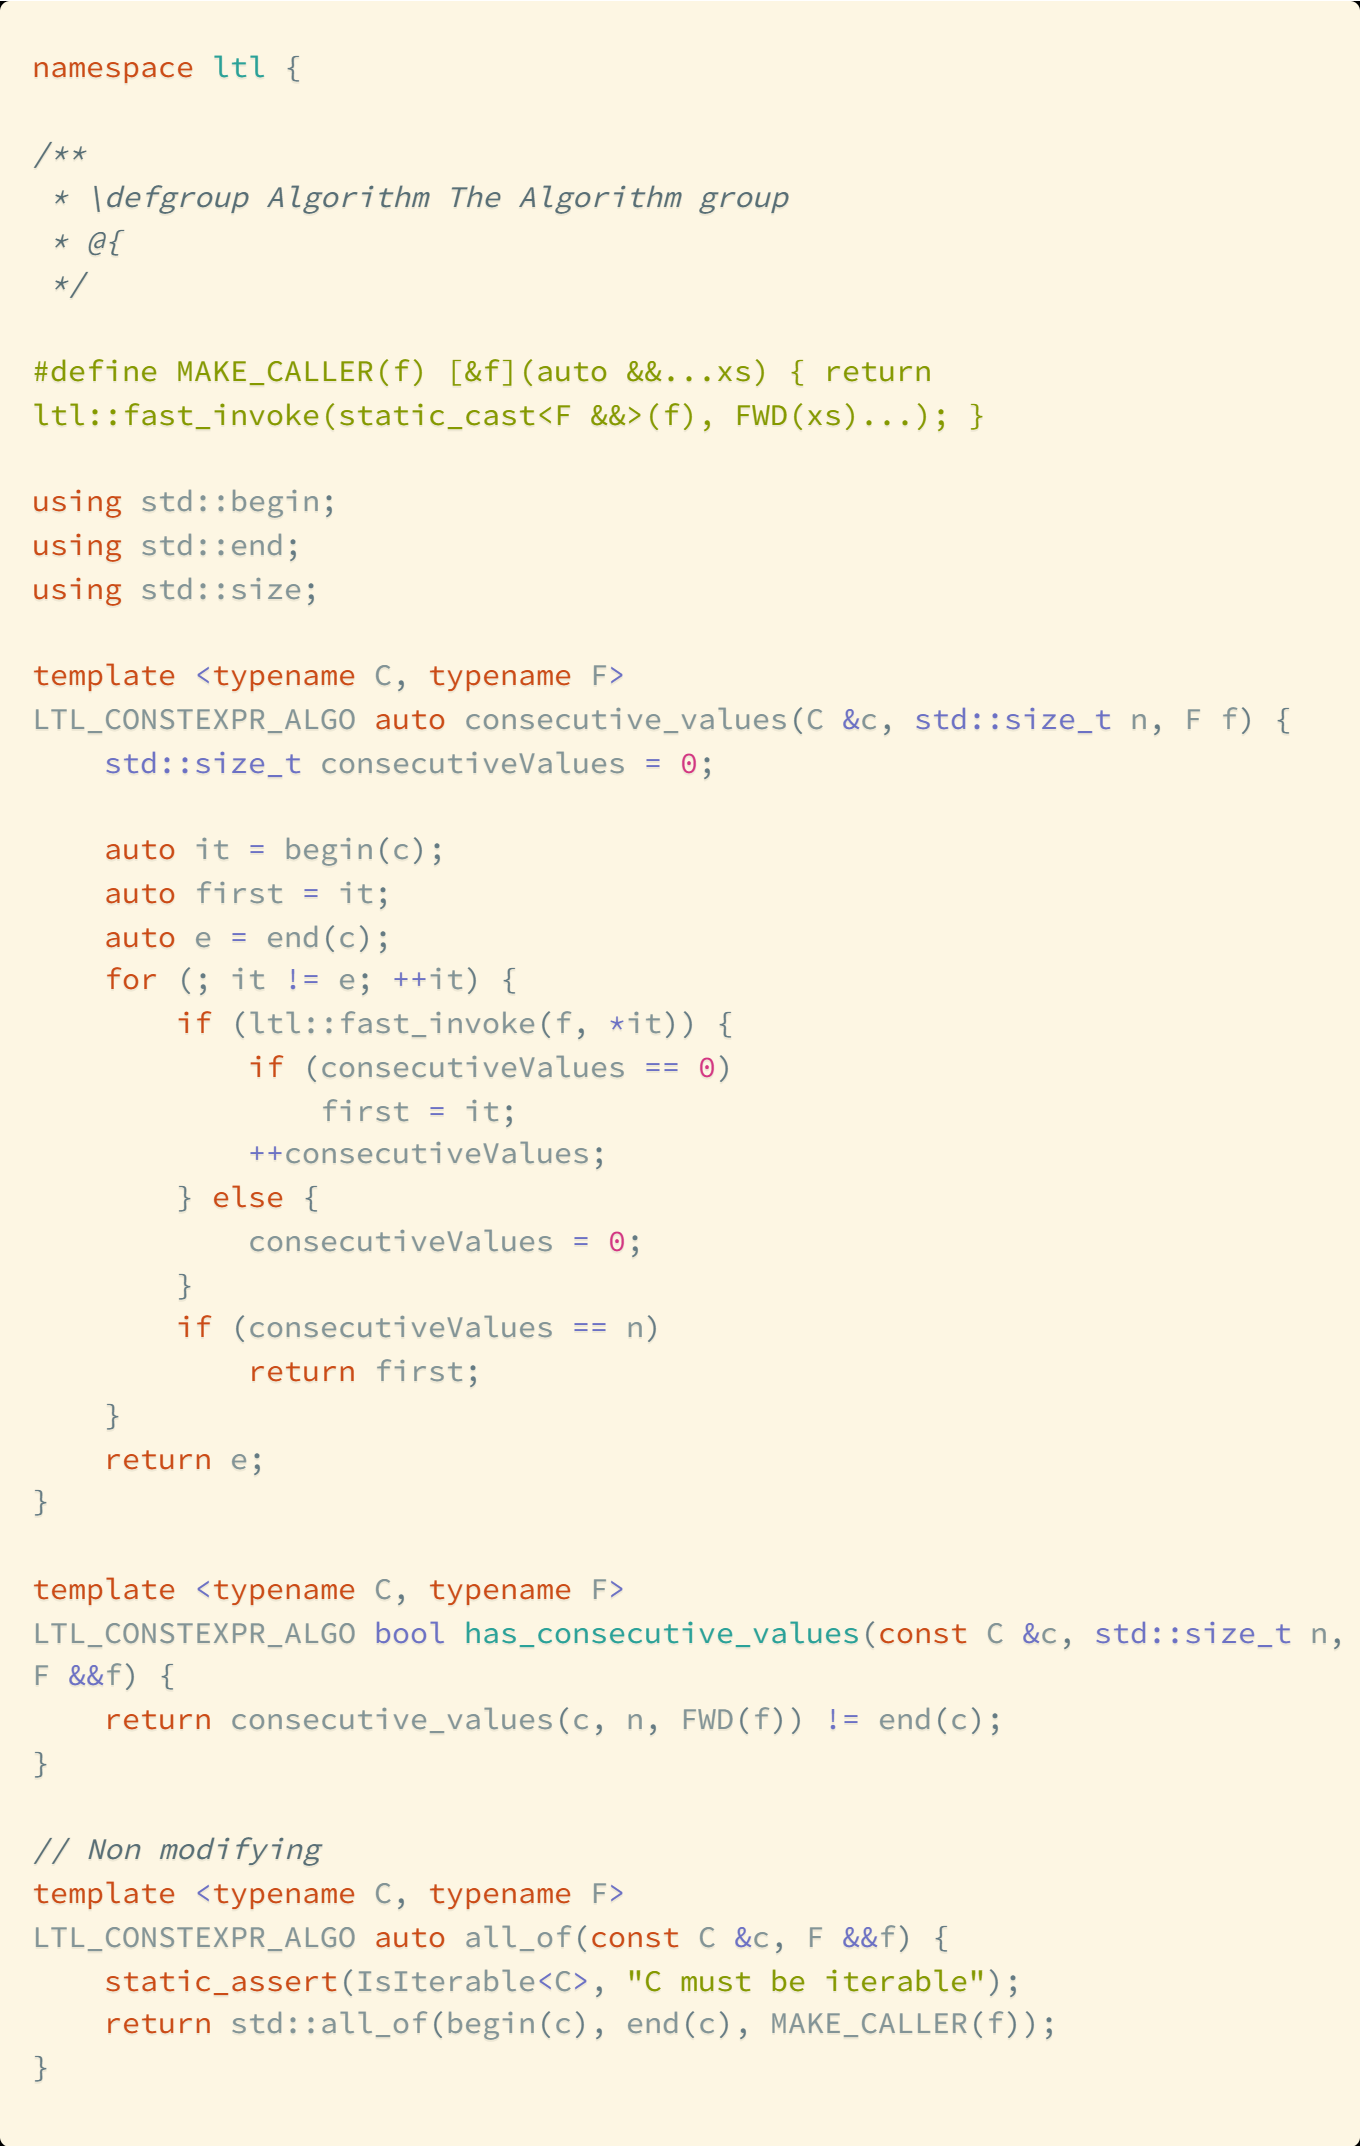 namespace ltl {

/**
 * \defgroup Algorithm The Algorithm group
 * @{
 */

#define MAKE_CALLER(f) [&f](auto &&...xs) { return
ltl::fast_invoke(static_cast<F &&>(f), FWD(xs)...); }

using std::begin;
using std::end;
using std::size;

template <typename C, typename F>
LTL_CONSTEXPR_ALGO auto consecutive_values(C &c, std::size_t n, F f) {
    std::size_t consecutiveValues = 0;

    auto it = begin(c);
    auto first = it;
    auto e = end(c);
    for (; it != e; ++it) {
        if (ltl::fast_invoke(f, *it)) {
            if (consecutiveValues == 0)
                first = it;
            ++consecutiveValues;
        } else {
            consecutiveValues = 0;
        }
        if (consecutiveValues == n)
            return first;
    }
    return e;
}

template <typename C, typename F>
LTL_CONSTEXPR_ALGO bool has_consecutive_values(const C &c, std::size_t n,
F &&f) {
    return consecutive_values(c, n, FWD(f)) != end(c);
}

// Non modifying
template <typename C, typename F>
LTL_CONSTEXPR_ALGO auto all_of(const C &c, F &&f) {
    static_assert(IsIterable<C>, "C must be iterable");
    return std::all_of(begin(c), end(c), MAKE_CALLER(f));
}